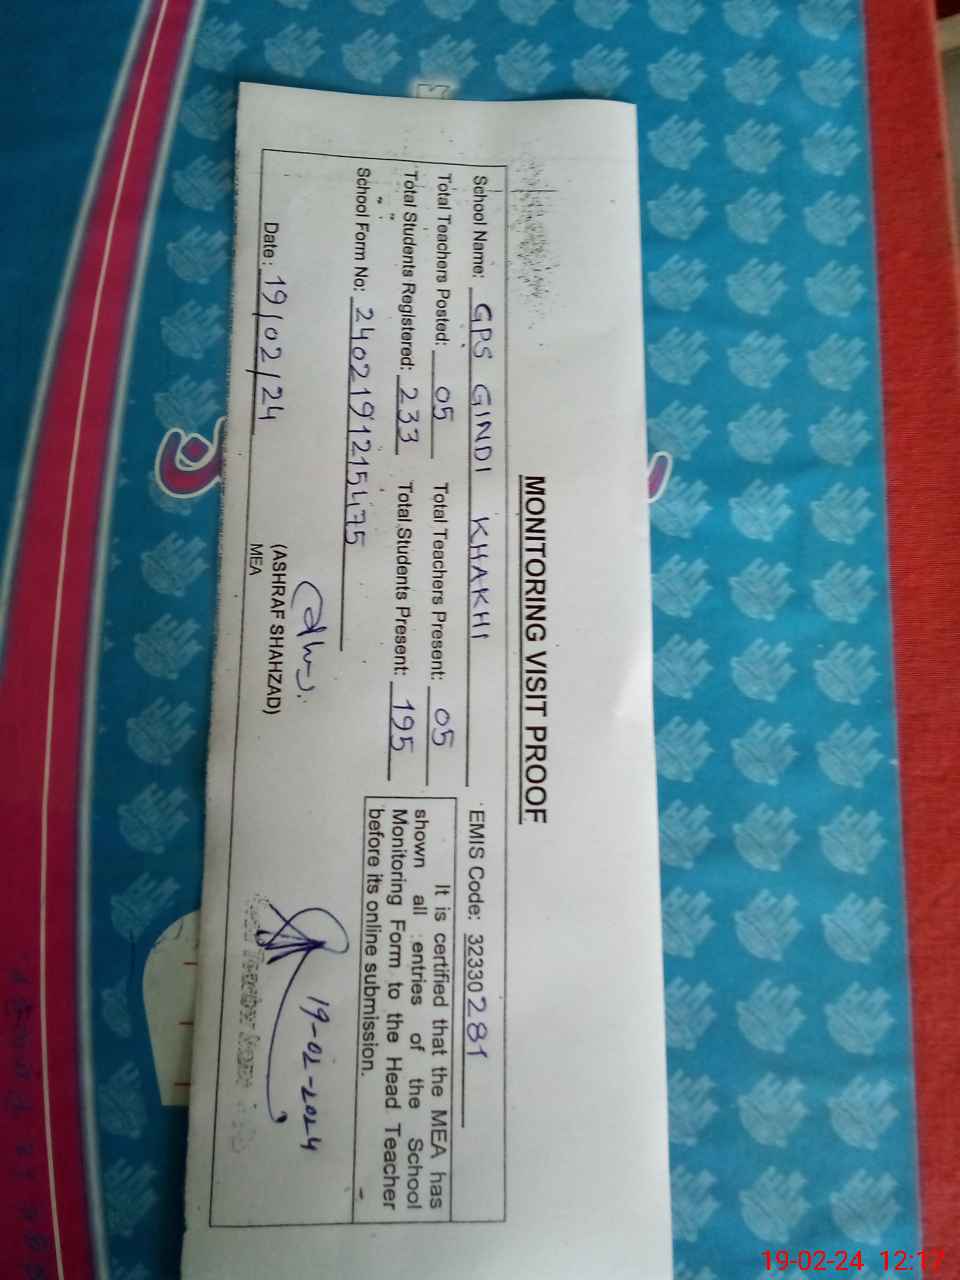 MONITORING VISIT PROOF
School Name: GPS GINDI KHAKHI EMIS Code: 32330281
Total Teachers Posted: 05 Total Teachers Present: 05
Total Students Registered: 233 Total Students Present: 195
School Form No: 2402191215475
It is certified that the MEA has
shown all entries of the School
Monitoring Form to the Head Teacher
before its online submission.
Date: 19/02/24
(ASHRAF SHAHZAD)
MEA
19-02-2024
19-02-24 12:17